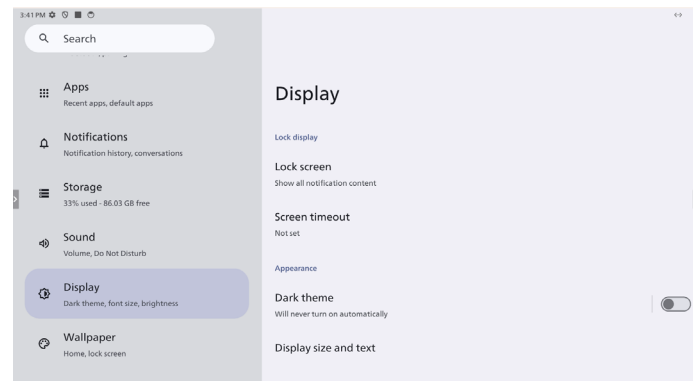 3:41 PM
Search
Apps
Recent apps, default apps
Notifications
Notification history, conversations
Storage
33% used - 86.03 GB free
Sound
Volume, Do Not Disturb
Display
Dark theme, font size, brightness
Wallpaper
Home, lock screen
Display
Lock display
Lock screen
Show all notification content
Screen timeout
Not set
Appearance
Dark theme
Will never turn on automatically
Display size and text